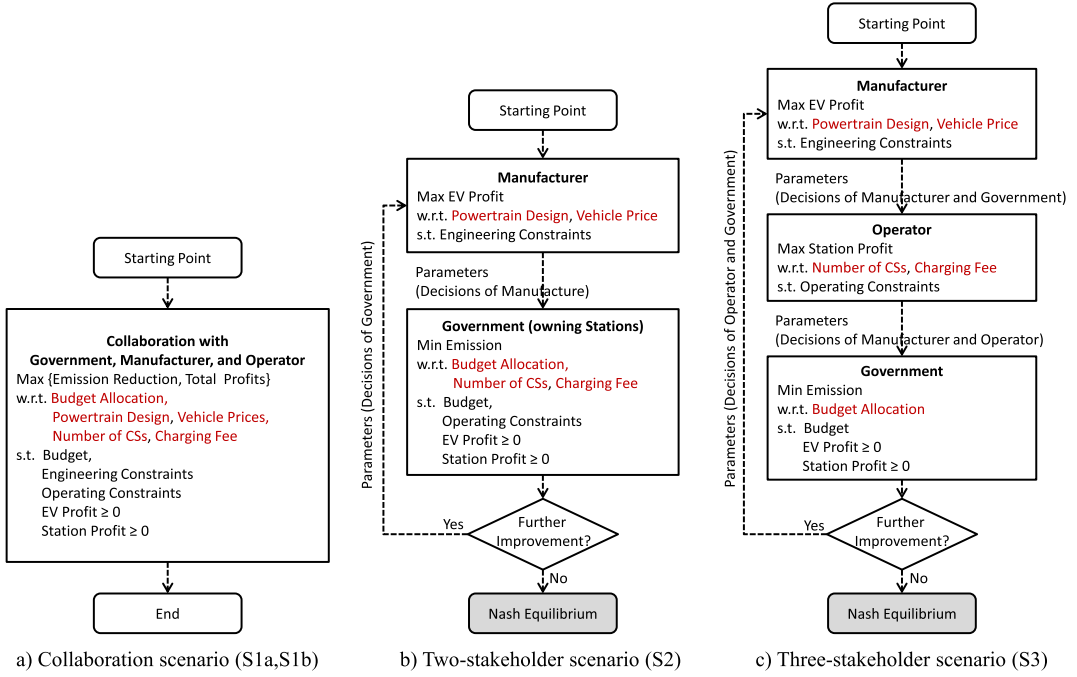 Starting Point
Collaboration with
Government, Manufacturer, and Operator
Max {Emission Reduction, Total Profits}
w.r.t. Budget Allocation,
Powertrain Design, Vehicle Prices,
Number of CSs, Charging Fee
s.t. Budget,
Engineering Constraints
Operating Constraints
EV Profit ≥ 0
Station Profit ≥ 0
End
a) Collaboration scenario (S1a,S1b)
Starting Point
Manufacturer
Max EV Profit
w.r.t. Powertrain Design, Vehicle Price
s.t. Engineering Constraints
Parameters
(Decisions of Manufacture)
Parameters (Decisions of Government)
Government (owning Stations)
Min Emission
w.r.t. Budget Allocation,
Number of CSs, Charging Fee
s.t. Budget,
Operating Constraints
EV Profit ≥ 0
Station Profit ≥ 0
Yes
Further
Improvement?
No
Nash Equilibrium
b) Two-stakeholder scenario (S2)
Starting Point
Manufacturer
Max EV Profit
w.r.t. Powertrain Design, Vehicle Price
s.t. Engineering Constraints
Parameters
(Decisions of Manufacturer and Government)
Parameters (Decisions of Operator and Government)
Operator
Max Station Profit
w.r.t. Number of CSs, Charging Fee
s.t. Operating Constraints
Parameters
(Decisions of Manufacturer and Operator)
Government
Min Emission
w.r.t. Budget Allocation
s.t. Budget
EV Profit ≥ 0
Station Profit ≥ 0
Yes
Further
Improvement?
No
Nash Equilibrium
c) Three-stakeholder scenario (S3)